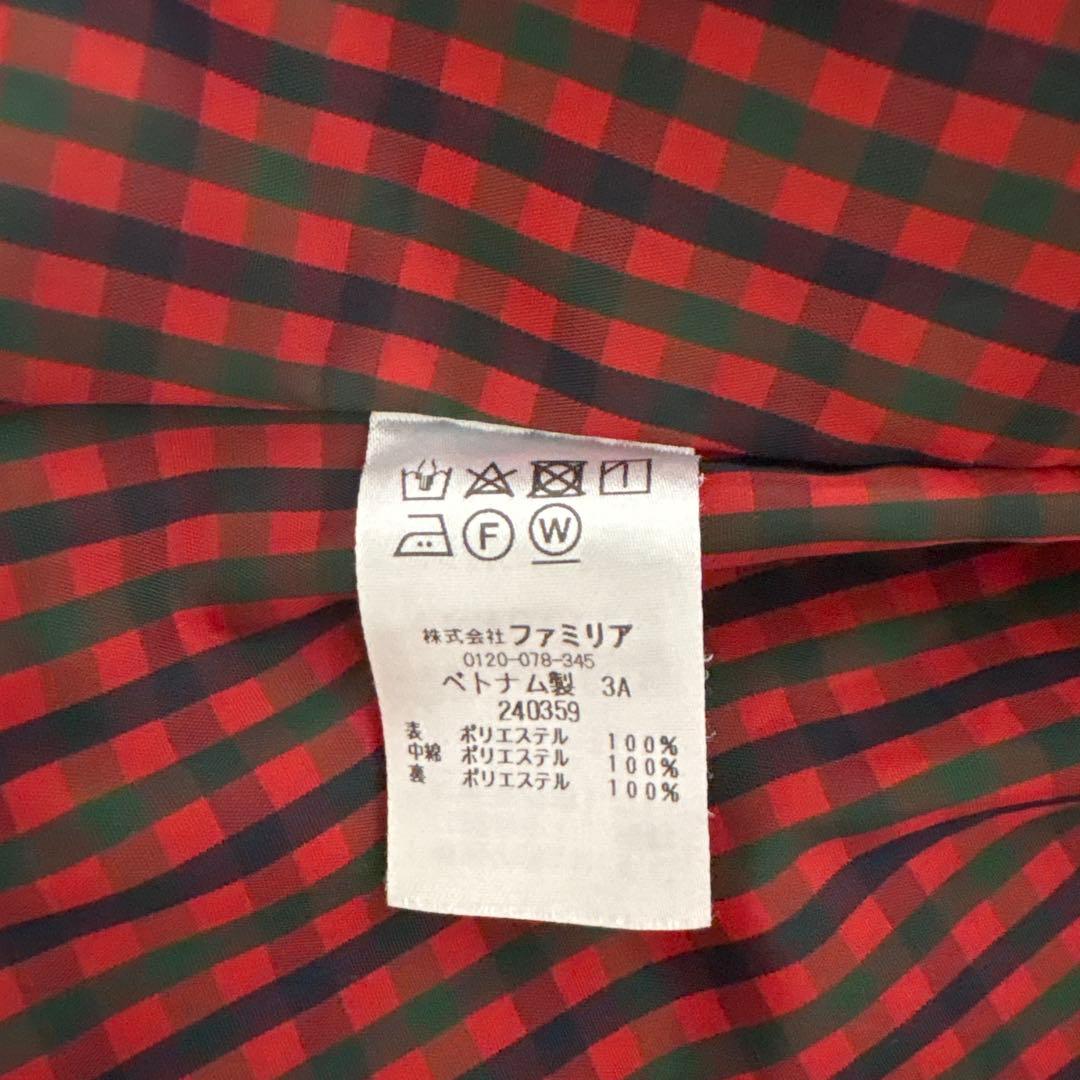 F W
株式会社ファミリア
0120-078-345
ベトナム製 3A
240359
表 ポリエステル 100%
中綿 ポリエステル 100%
裏 ポリエステル 100%